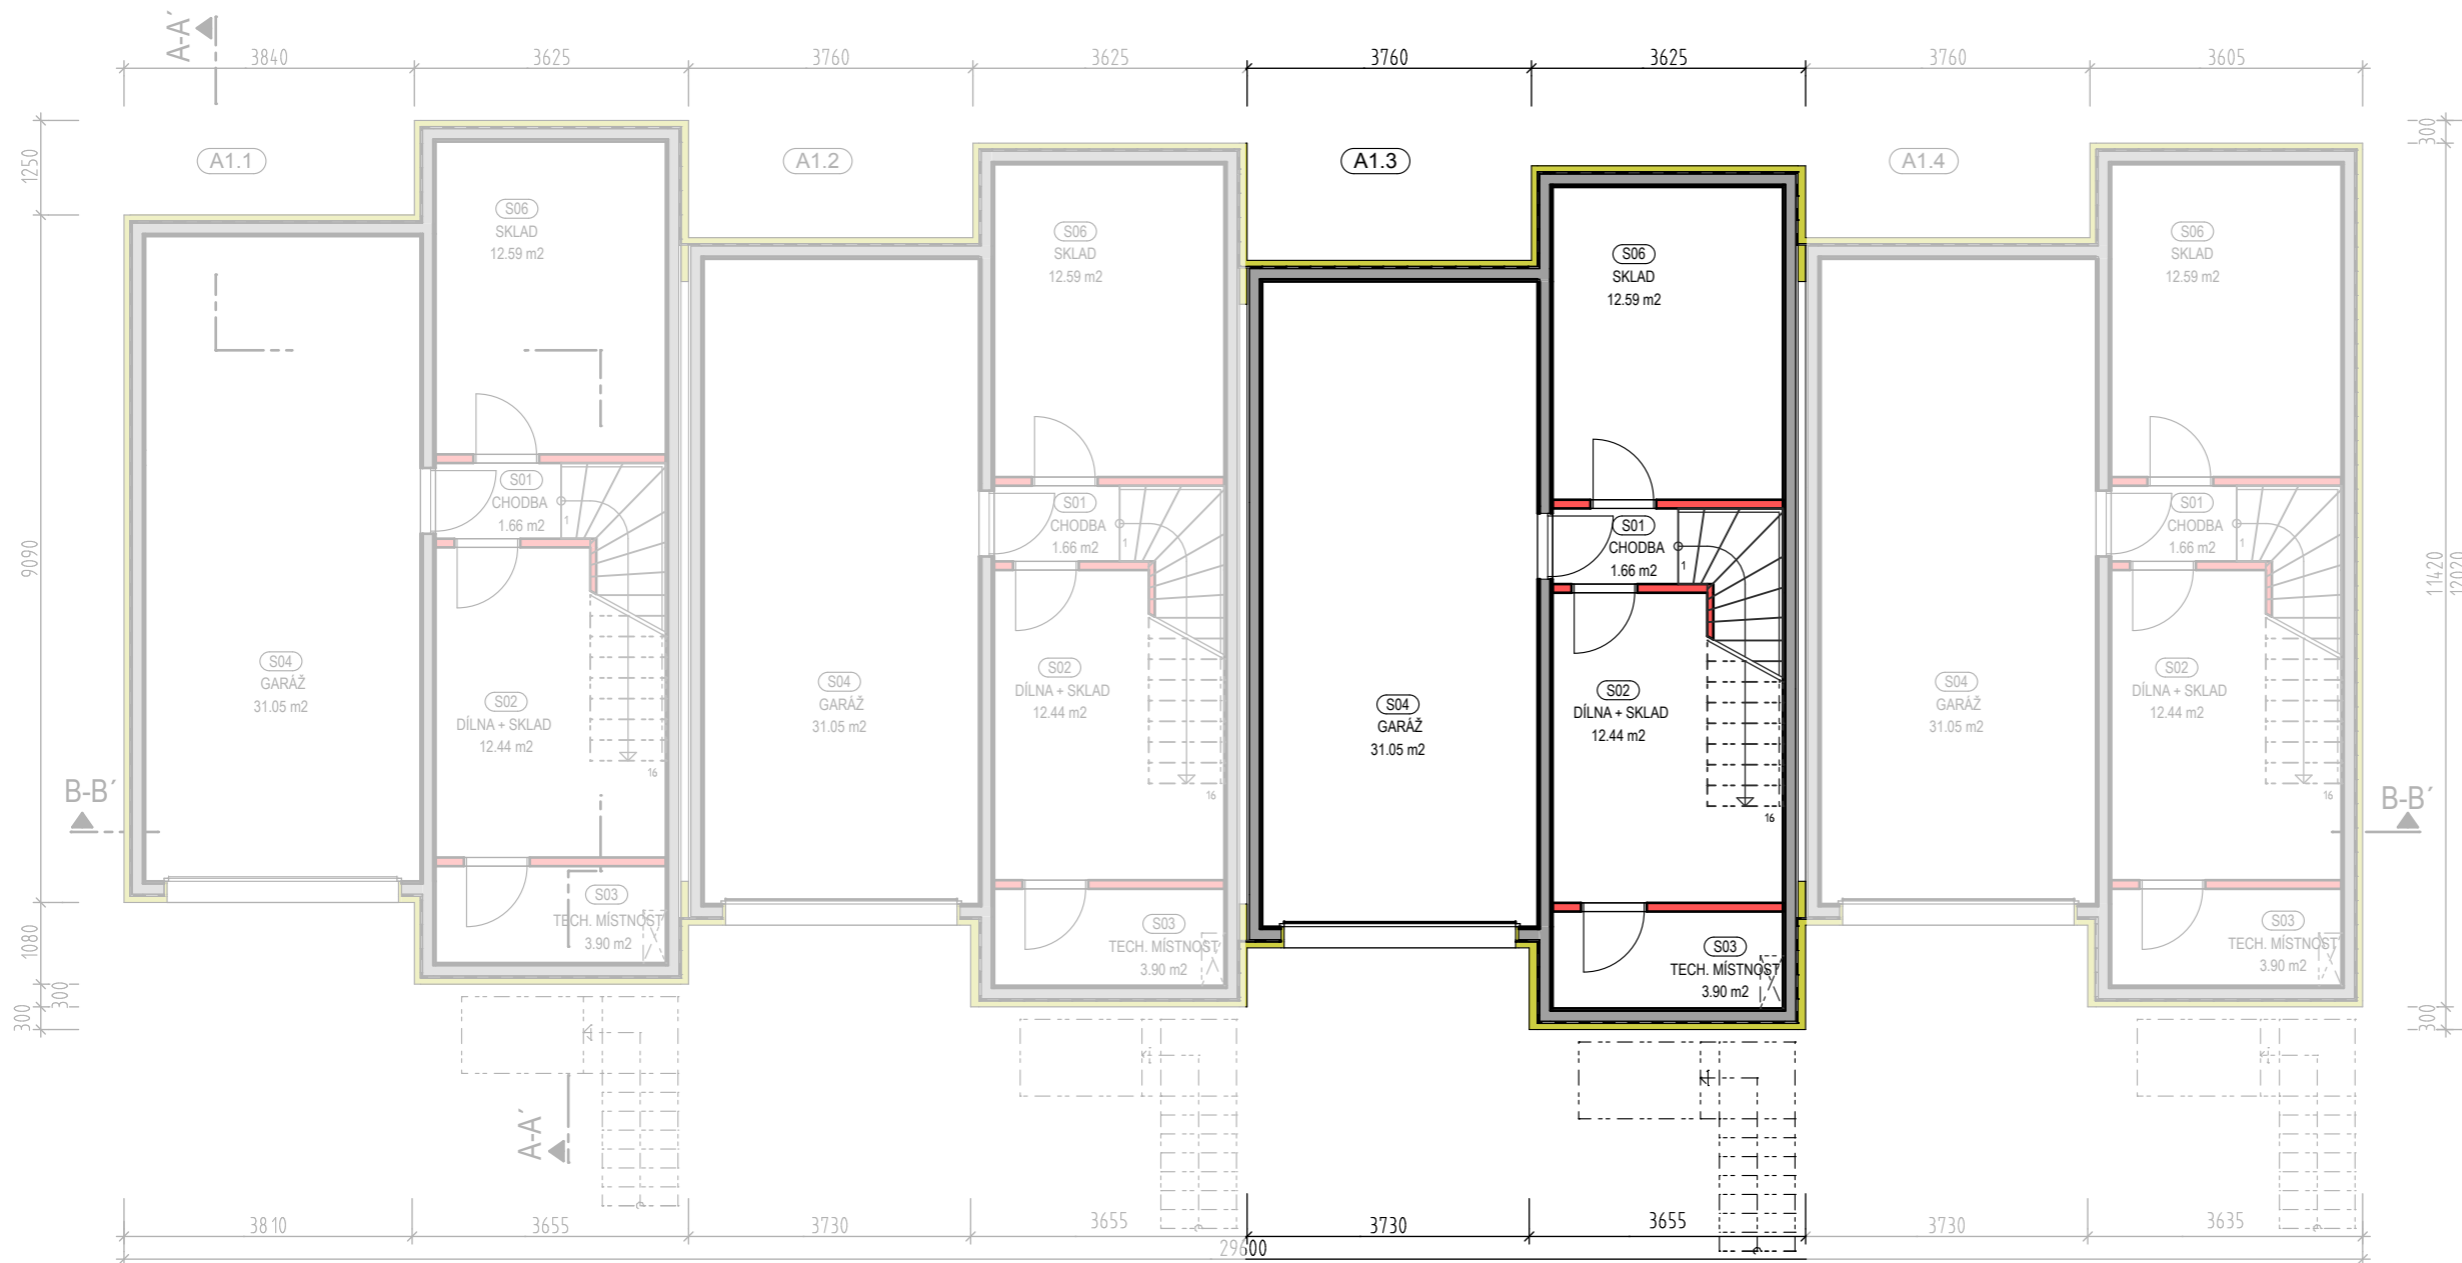 A-A´
3840
3625
3760
3625
3760
3625
3760
3605
1250
300
A1.1
A1.2
A1.3
A1.4
S06
SKLAD
12.59 m2
S06
SKLAD
12.59 m2
S06
SKLAD
12.59 m2
S06
SKLAD
12.59 m2
S01
CHODBA
1.66 m2
1
S01
CHODBA
1.66 m2
1
S01
CHODBA
1.66 m2
1
S01
CHODBA
1.66 m2
1
9090
11420
12020
S04
GARÁŽ
31.05 m2
S02
DÍLNA + SKLAD
12.44 m2
16
S04
GARÁŽ
31.05 m2
S02
DÍLNA + SKLAD
12.44 m2
16
S04
GARÁŽ
31.05 m2
S02
DÍLNA + SKLAD
12.44 m2
16
S04
GARÁŽ
31.05 m2
S02
DÍLNA + SKLAD
12.44 m2
16
B-B´
B-B´
S03
TECH. MÍSTNOST
3.90 m2
S03
TECH. MÍSTNOST
3.90 m2
S03
TECH. MÍSTNOST
3.90 m2
S03
TECH. MÍSTNOST
3.90 m2
1080
300
300
300
A-A´
3810
3655
3730
3655
3730
3655
3730
3635
29600